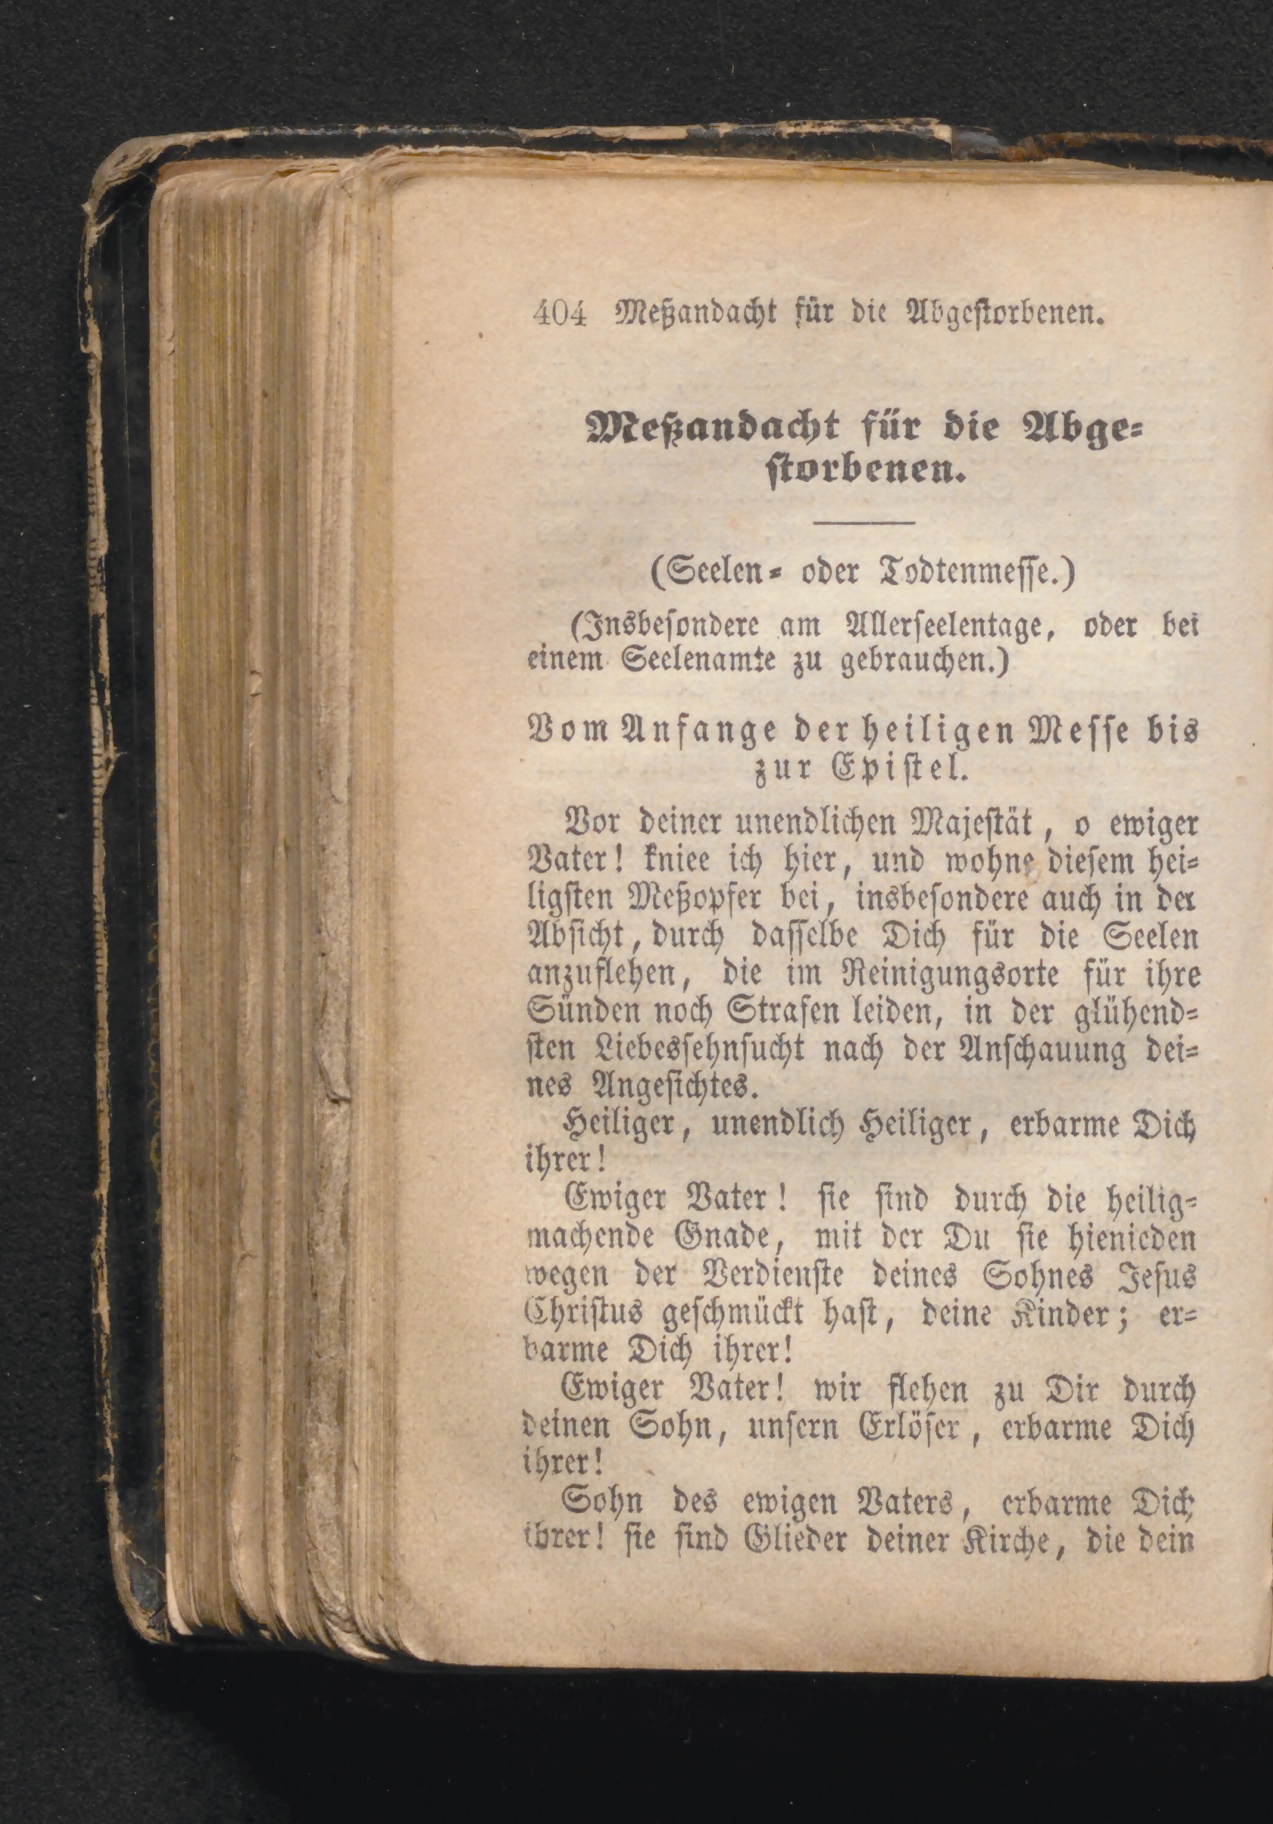 404 Meßandacht für die Abgestorbenen.
Meßandacht für die Abge-
storbenen.
(Seelen- oder Todtenmesse.)
(Insbesondere am Allerseelentage, oder bei
einem Seelenamte zu gebrauchen.)
Vom Anfange der heiligen Messe bis
zur Epistel.
Vor deiner unendlichen Majestät, o ewiger
Vater! kniee ich hier, und wohne diesem hei-
ligsten Meßopfer bei, insbesondere auch in der
Absicht, durch dasselbe Dich für die Seelen
anzuflehen, die im Reinigungsorte für ihre
Sünden noch Strafen leiden, in der glühend-
sten Liebessehnsucht nach der Anschauung dei-
nes Angesichtes.
Heiliger, unendlich Heiliger, erbarme Dich
ihrer!
Ewiger Vater! sie sind durch die heilig-
machende Gnade, mit der Du sie hienieden
wegen der Verdienste deines Sohnes Jesus
Christus geschmückt hast, deine Kinder; er-
barme Dich ihrer!
Ewiger Vater! wir flehen zu Dir durch
deinen Sohn, unsern Erlöser, erbarme Dich
ihrer!
Sohn des ewigen Vaters, erbarme Dich
ihrer! sie sind Glieder deiner Kirche, die dein